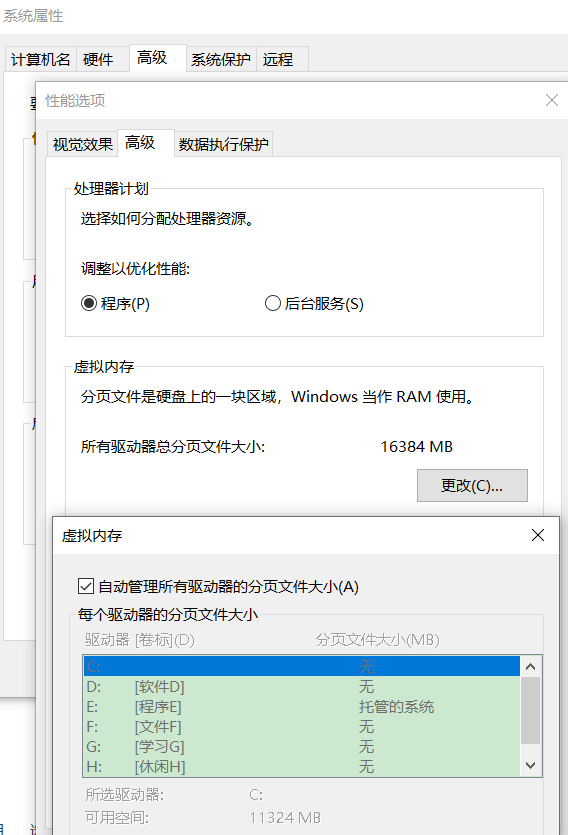 系统属性
计算机名 硬件 高级 系统保护 远程
性能选项
视觉效果 高级 数据执行保护
处理器计划
选择如何分配处理器资源。
调整以优化性能:
程序(P) 后台服务(S)
虚拟内存
分页文件是硬盘上的一块区域，Windows 当作 RAM 使用。
所有驱动器总分页文件大小: 16384 MB
更改(C)...
虚拟内存
自动管理所有驱动器的分页文件大小(A)
每个驱动器的分页文件大小
驱动器 [卷标](D) 分页文件大小(MB)
C: 无
D: [软件D] 无
E: [程序E] 托管的系统
F: [文件F] 无
G: [学习G] 无
H: [休闲H] 无
所选驱动器: C:
可用空间: 11324 MB